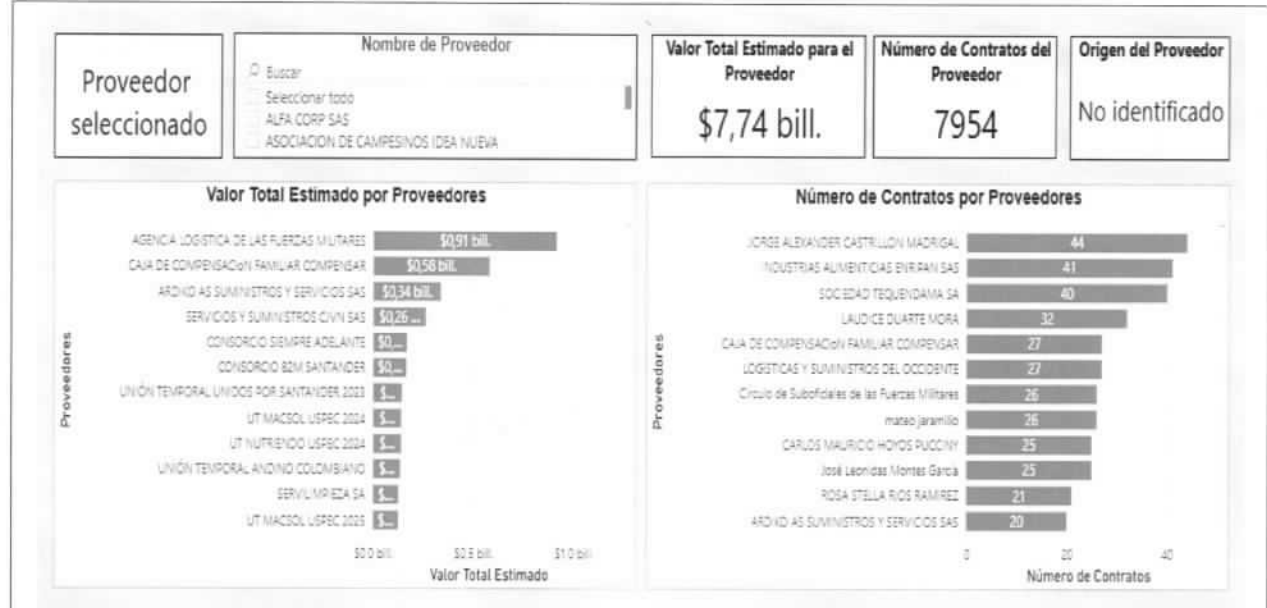 Proveedor
seleccionado
Nombre de Proveedor
Buscar
Seleccionar todo
ALFA CORP SAS
ASOCIACION DE CAMPESINOS IDEA NUEVA
Valor Total Estimado para el
Proveedor
$7,74 bill.
Número de Contratos del
Proveedor
7954
Origen del Proveedor
No identificado
Valor Total Estimado por Proveedores
Proveedores
AGENCIA LOGISTICA DE LAS FUERZAS MILITARES $0,91 bill.
CAJA DE COMPENSACioN FAMILIAR COMPENSAR $0,58 bill.
ARDIKO AS SUMINISTROS Y SERVICIOS SAS $0,34 bill.
SERVICIOS Y SUMINISTROS CIVN SAS $0,26 ...
CONSORCIO SIEMPRE ADELANTE $0,...
CONSORCIO B2M SANTANDER $0,...
UNIÓN TEMPORAL UNIDOS POR SANTANDER 2023 $...
UT MACSOL USPEC 2024 $...
UT NUTRIENDO USPEC 2024 $...
UNIÓN TEMPORAL ANDINO COLOMBIANO $...
SERVILIMPIEZA SA $...
UT MACSOL USPEC 2025 $...
$0.0 bill. $0.5 bill. $1.0 bill.
Valor Total Estimado
Número de Contratos por Proveedores
Proveedores
JORGE ALEXANDER CASTRILLON MADRIGAL 44
INDUSTRIAS ALIMENTICIAS ENRIPAN SAS 41
SOCIEDAD TEQUENDAMA SA 40
LAUDICE DUARTE MORA 32
CAJA DE COMPENSACioN FAMILIAR COMPENSAR 27
LOGISTICAS Y SUMINISTROS DEL OCCIDENTE 27
Circulo de Suboficiales de las Fuerzas Militares 26
mateo jaramillo 26
CARLOS MAURICIO HOYOS PUCCINY 25
José Leonidas Montes Garcia 25
ROSA STELLA RIOS RAMIREZ 21
ARDIKO AS SUMINISTROS Y SERVICIOS SAS 20
0 20 40
Número de Contratos